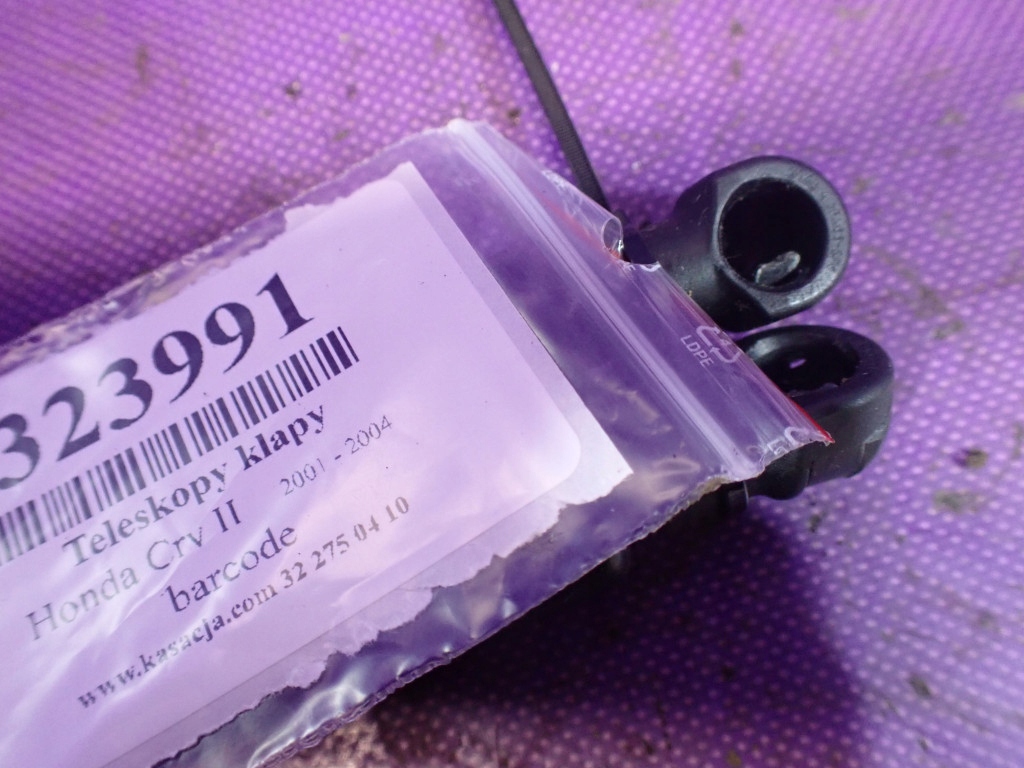 323991
Teleskopy klapy
Honda Crv II 2001 - 2004
barcode
www.kasacja.com 32 275 04 10
LDPE